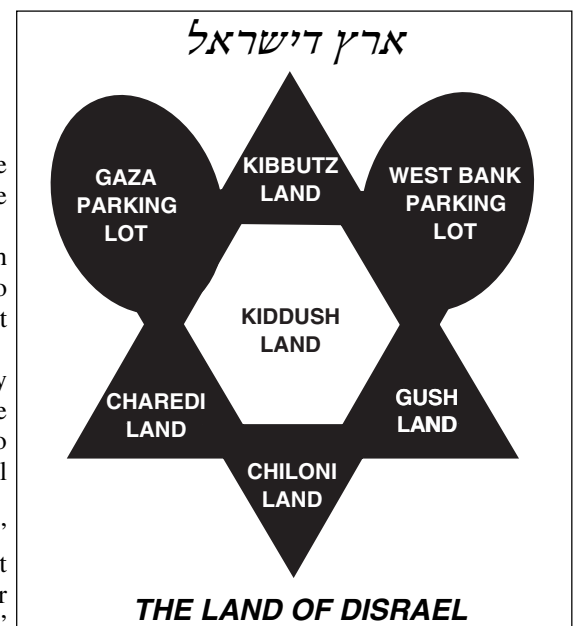 ארץ דישראל
GAZA
PARKING
LOT
KIBBUTZ
LAND
WEST BANK
PARKING
LOT
KIDDUSH
LAND
CHAREDI
LAND
GUSH
LAND
CHILONI
LAND
THE LAND OF DISRAEL